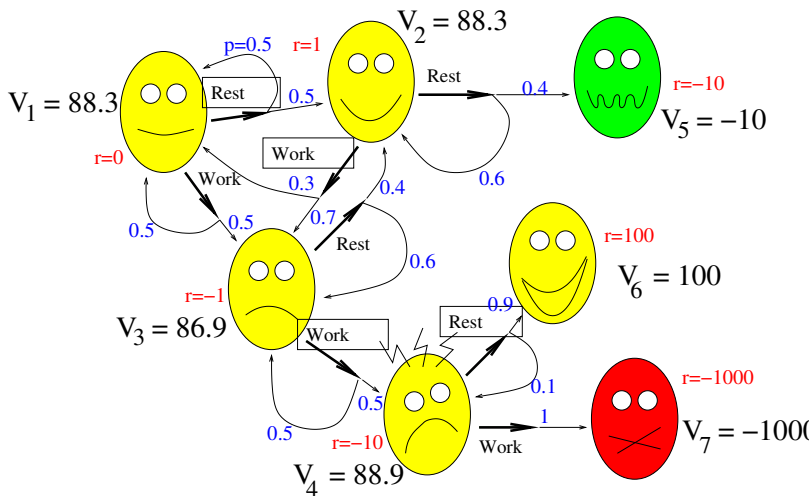 V₂ = 88.3
p=0.5
r=1
Rest
0.5
V₁ = 88.3
Rest
0.4
r=−10
V₅ = −10
r=0
Work
Work
0.3
0.4
0.6
0.5
0.5
0.7
Rest
0.6
r=100
V₆ = 100
r=−1
V₃ = 86.9
Work
Rest
0.9
0.5
0.5
0.1
r=−1000
r=−10
Work
1
V₇ = −1000
V₄ = 88.9